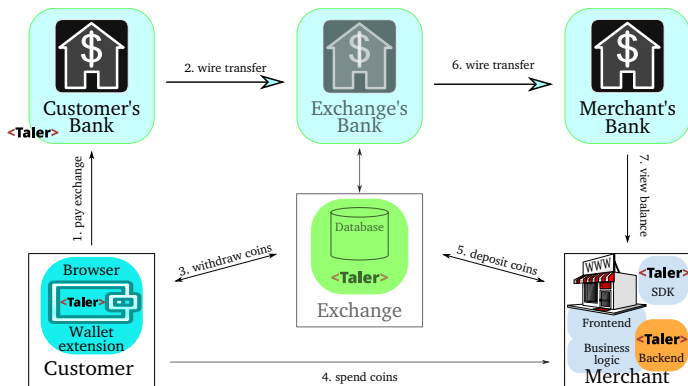 $
$
$
2. wire transfer
6. wire transfer
Customer's
Bank
<Taler>
Exchange's
Bank
Merchant's
Bank
1. pay exchange
7. view balance
3. withdraw coins
5. deposit coins
Database
<Taler>
Exchange
Browser
<Taler>
Wallet
extension
Customer
WWW
<Taler>
SDK
Frontend
Business
logic
<Taler>
Backend
Merchant
4. spend coins